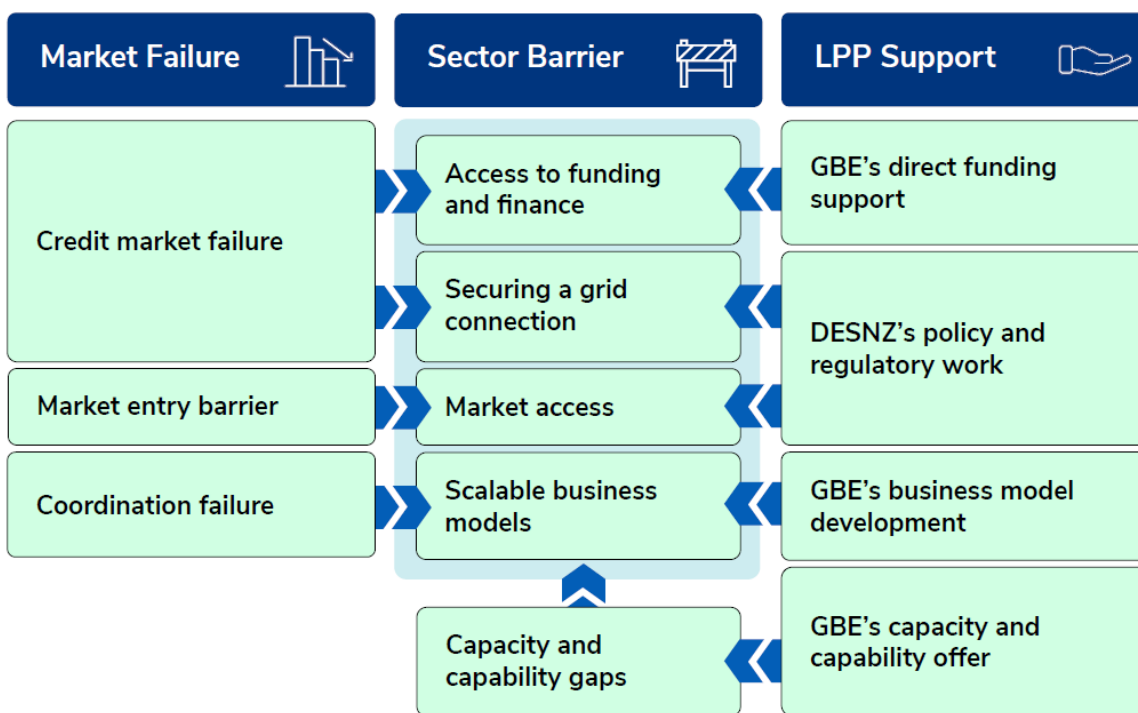 Market Failure
Sector Barrier
LPP Support
Credit market failure
Access to funding
and finance
GBE's direct funding
support
Securing a grid
connection
DESNZ's policy and
regulatory work
Market entry barrier
Market access
Coordination failure
Scalable business
models
GBE's business model
development
Capacity and
capability gaps
GBE's capacity and
capability offer